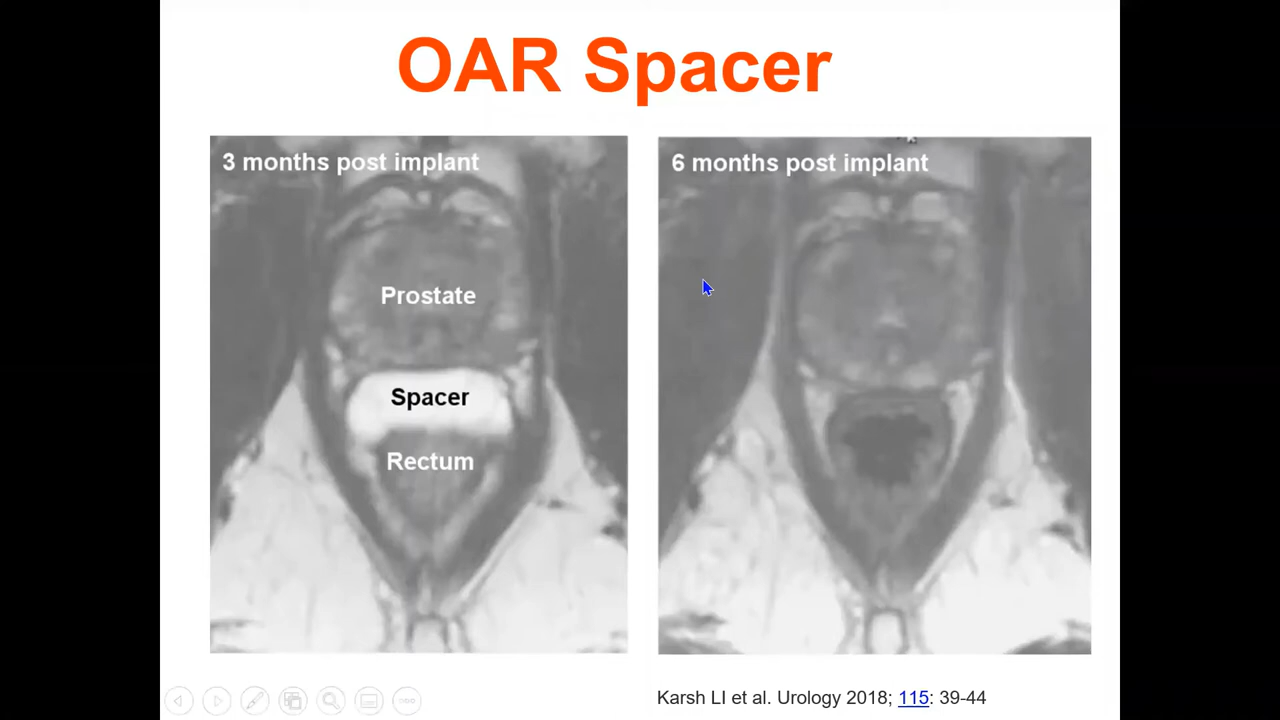 OAR Spacer
3 months post implant
Prostate
Spacer
Rectum
6 months post implant
Karsh LI et al. Urology 2018; 115: 39-44